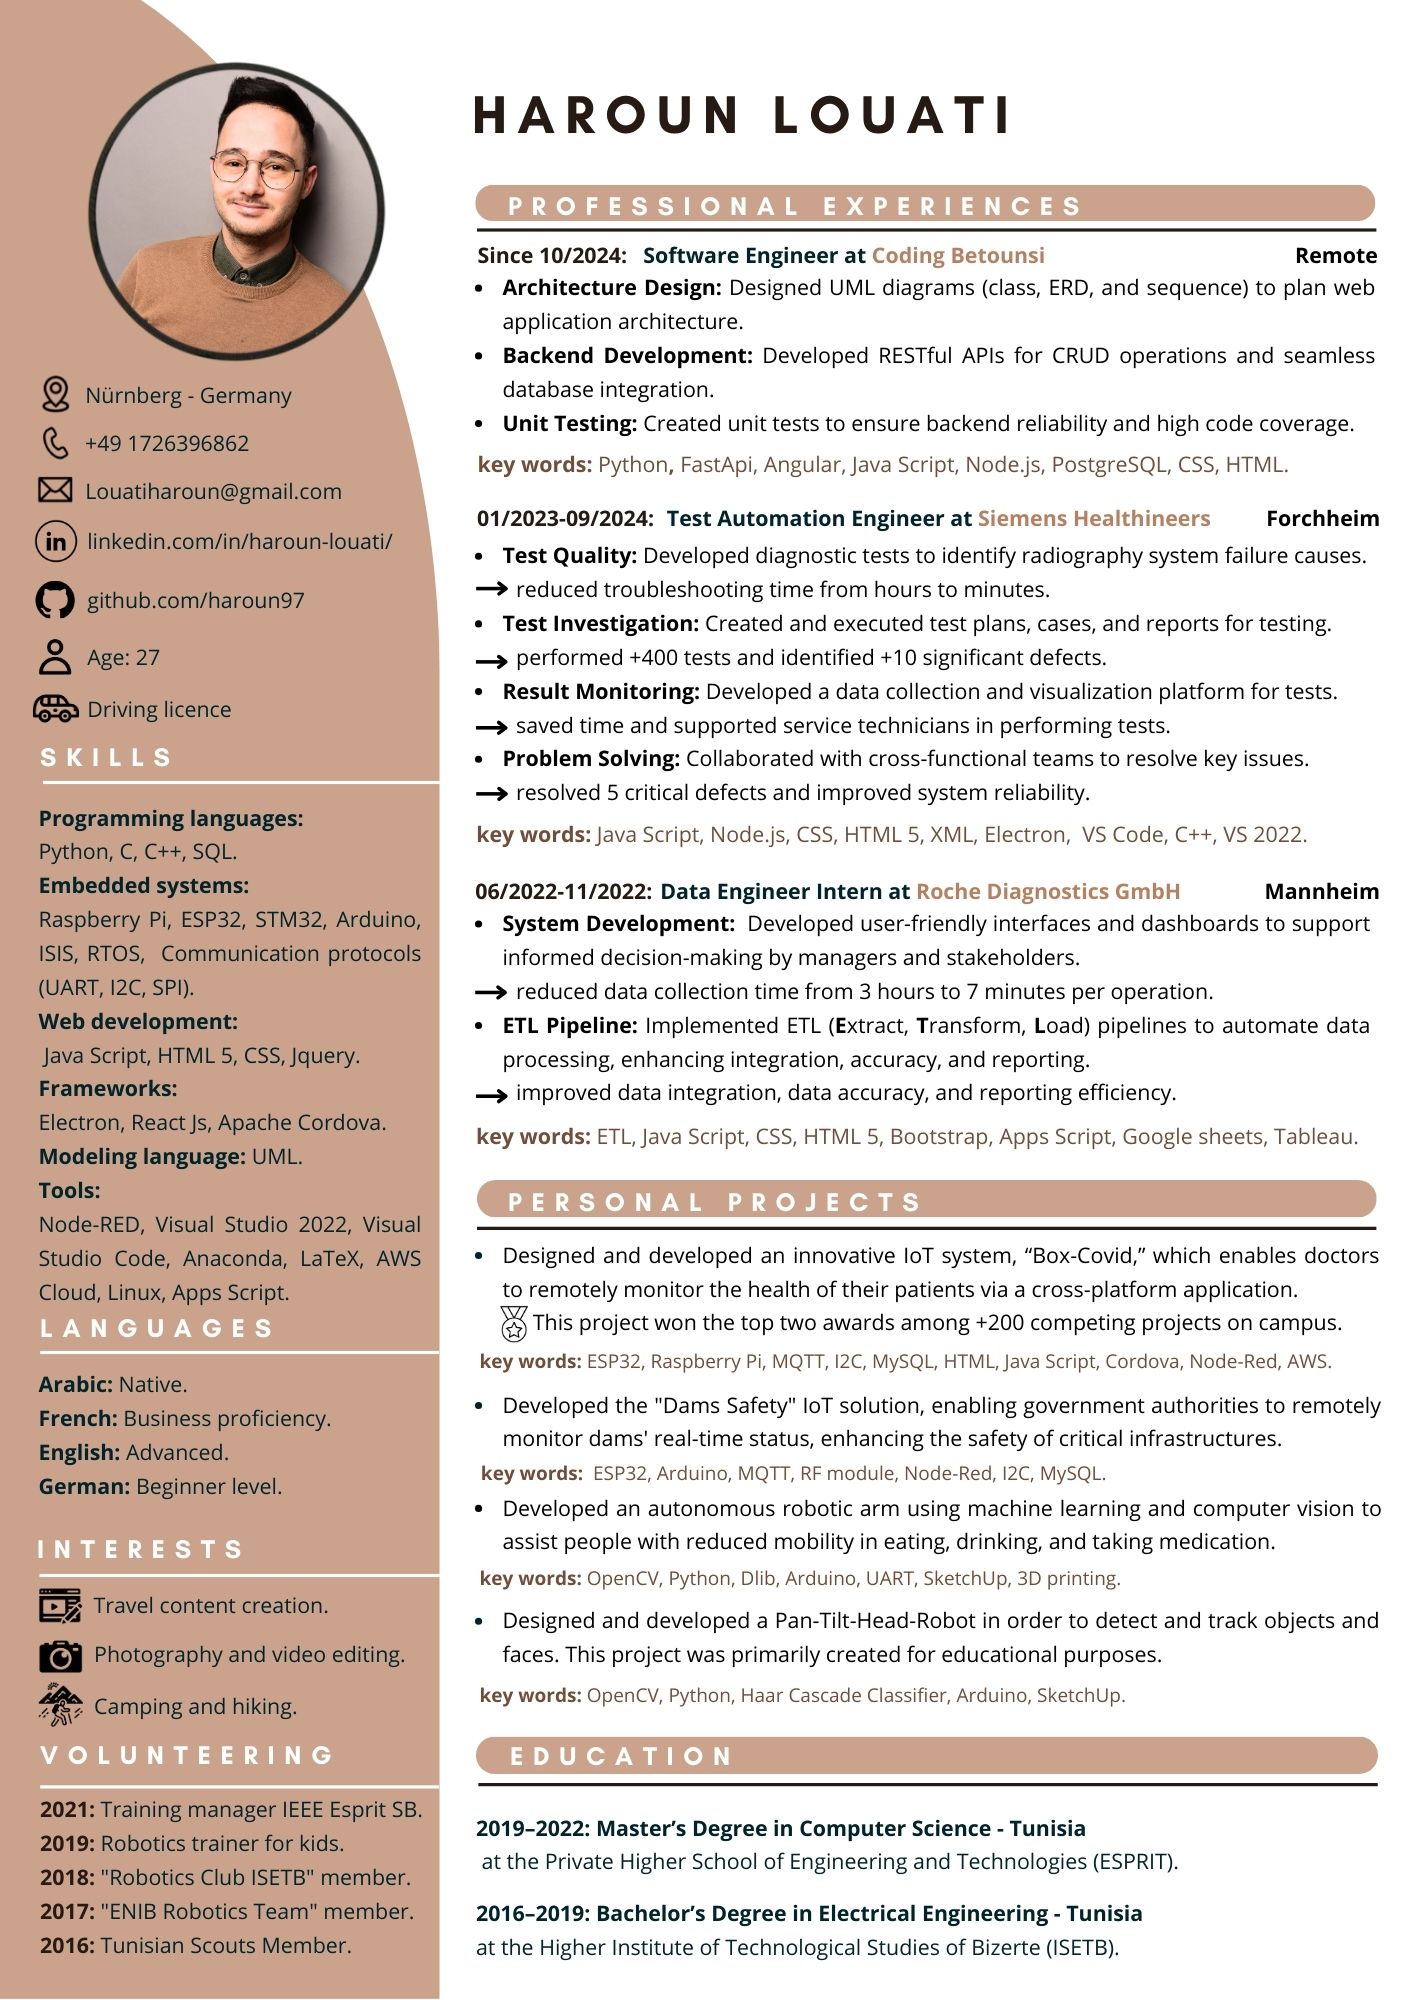 HAROUN LOUATI
Nürnberg - Germany
+49 1726396862
Louatiharoun@gmail.com
in
linkedin.com/in/haroun-louati/
github.com/haroun97
Age: 27
Driving licence
SKILLS
Programming languages:
Python, C, C++, SQL.
Embedded systems:
Raspberry Pi, ESP32, STM32, Arduino,
ISIS, RTOS, Communication protocols
(UART, I2C, SPI).
Web development:
Java Script, HTML 5, CSS, Jquery.
Frameworks:
Electron, React Js, Apache Cordova.
Modeling language: UML.
Tools:
Node-RED, Visual Studio 2022, Visual
Studio Code, Anaconda, LaTeX, AWS
Cloud, Linux, Apps Script.
LANGUAGES
Arabic: Native.
French: Business proficiency.
English: Advanced.
German: Beginner level.
INTERESTS
Travel content creation.
Photography and video editing.
Camping and hiking.
VOLUNTEERING
2021: Training manager IEEE Esprit SB.
2019: Robotics trainer for kids.
2018: "Robotics Club ISETB" member.
2017: "ENIB Robotics Team" member.
2016: Tunisian Scouts Member.
PROFESSIONAL EXPERIENCES
Since 10/2024: Software Engineer at Coding Betounsi Remote
• Architecture Design: Designed UML diagrams (class, ERD, and sequence) to plan web
application architecture.
• Backend Development: Developed RESTful APIs for CRUD operations and seamless
database integration.
• Unit Testing: Created unit tests to ensure backend reliability and high code coverage.
key words: Python, FastApi, Angular, Java Script, Node.js, PostgreSQL, CSS, HTML.
01/2023-09/2024: Test Automation Engineer at Siemens Healthineers Forchheim
• Test Quality: Developed diagnostic tests to identify radiography system failure causes.
→ reduced troubleshooting time from hours to minutes.
• Test Investigation: Created and executed test plans, cases, and reports for testing.
→ performed +400 tests and identified +10 significant defects.
• Result Monitoring: Developed a data collection and visualization platform for tests.
→ saved time and supported service technicians in performing tests.
• Problem Solving: Collaborated with cross-functional teams to resolve key issues.
→ resolved 5 critical defects and improved system reliability.
key words: Java Script, Node.js, CSS, HTML 5, XML, Electron, VS Code, C++, VS 2022.
06/2022-11/2022: Data Engineer Intern at Roche Diagnostics GmbH Mannheim
• System Development: Developed user-friendly interfaces and dashboards to support
informed decision-making by managers and stakeholders.
→ reduced data collection time from 3 hours to 7 minutes per operation.
• ETL Pipeline: Implemented ETL (Extract, Transform, Load) pipelines to automate data
processing, enhancing integration, accuracy, and reporting.
→ improved data integration, data accuracy, and reporting efficiency.
key words: ETL, Java Script, CSS, HTML 5, Bootstrap, Apps Script, Google sheets, Tableau.
PERSONAL PROJECTS
• Designed and developed an innovative IoT system, “Box-Covid,” which enables doctors
to remotely monitor the health of their patients via a cross-platform application.
This project won the top two awards among +200 competing projects on campus.
key words: ESP32, Raspberry Pi, MQTT, I2C, MySQL, HTML, Java Script, Cordova, Node-Red, AWS.
• Developed the "Dams Safety" IoT solution, enabling government authorities to remotely
monitor dams' real-time status, enhancing the safety of critical infrastructures.
key words: ESP32, Arduino, MQTT, RF module, Node-Red, I2C, MySQL.
• Developed an autonomous robotic arm using machine learning and computer vision to
assist people with reduced mobility in eating, drinking, and taking medication.
key words: OpenCV, Python, Dlib, Arduino, UART, SketchUp, 3D printing.
• Designed and developed a Pan-Tilt-Head-Robot in order to detect and track objects and
faces. This project was primarily created for educational purposes.
key words: OpenCV, Python, Haar Cascade Classifier, Arduino, SketchUp.
EDUCATION
2019–2022: Master’s Degree in Computer Science - Tunisia
at the Private Higher School of Engineering and Technologies (ESPRIT).
2016–2019: Bachelor’s Degree in Electrical Engineering - Tunisia
at the Higher Institute of Technological Studies of Bizerte (ISETB).